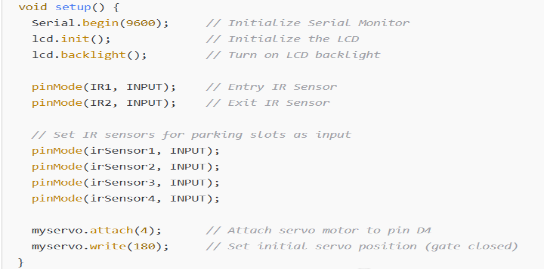 void setup() {
  Serial.begin(9600);     // Initialize Serial Monitor
  lcd.init();             // Initialize the LCD
  lcd.backlight();        // Turn on LCD backlight
  pinMode(IR1, INPUT);    // Entry IR Sensor
  pinMode(IR2, INPUT);    // Exit IR Sensor
  // Set IR sensors for parking slots as input
  pinMode(irSensor1, INPUT);
  pinMode(irSensor2, INPUT);
  pinMode(irSensor3, INPUT);
  pinMode(irSensor4, INPUT);
  myservo.attach(4);      // Attach servo motor to pin D4
  myservo.write(180);     // Set initial servo position (gate closed)
}